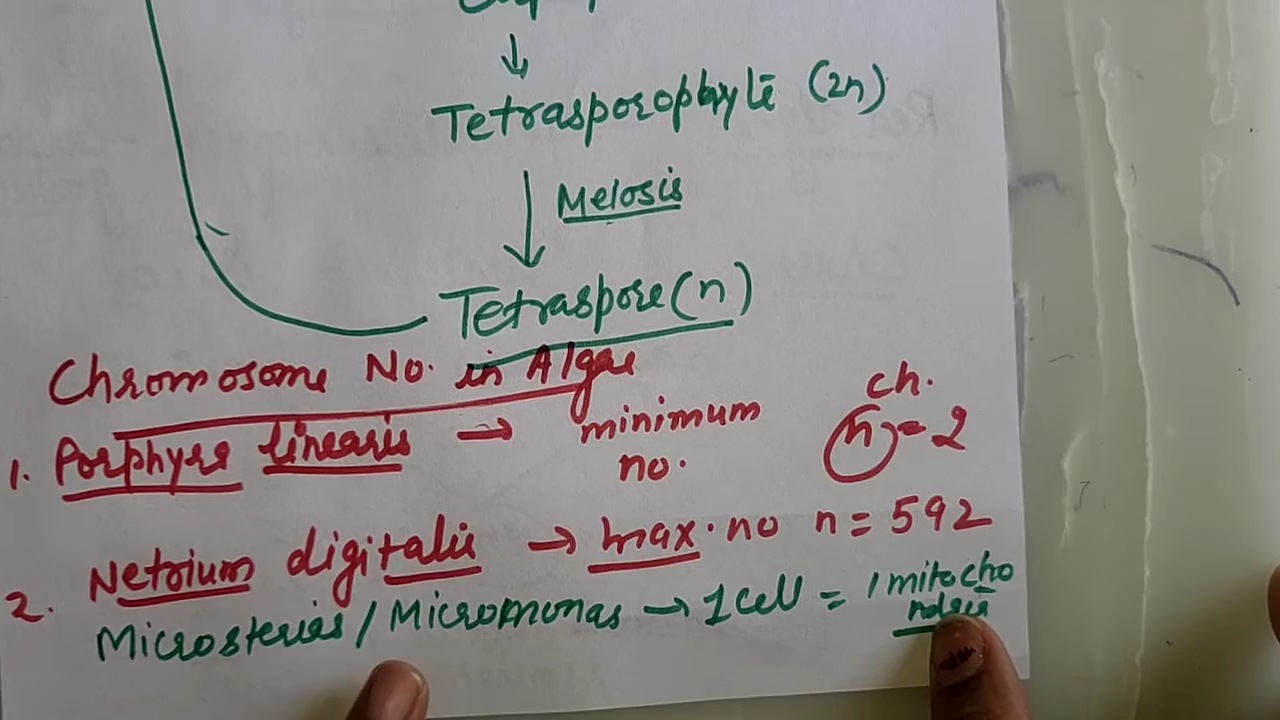 ↓
Tetrasporophyte (2n)
↓ Meiosis
Tetraspore (n)
Chromosome No. in Algae
1. Porphyra linearis → minimum no. ch. n = 2
2. Netrium digitalis → max. no n = 592
Microsterias / Micromonas → 1 cell = 1 mitochondria